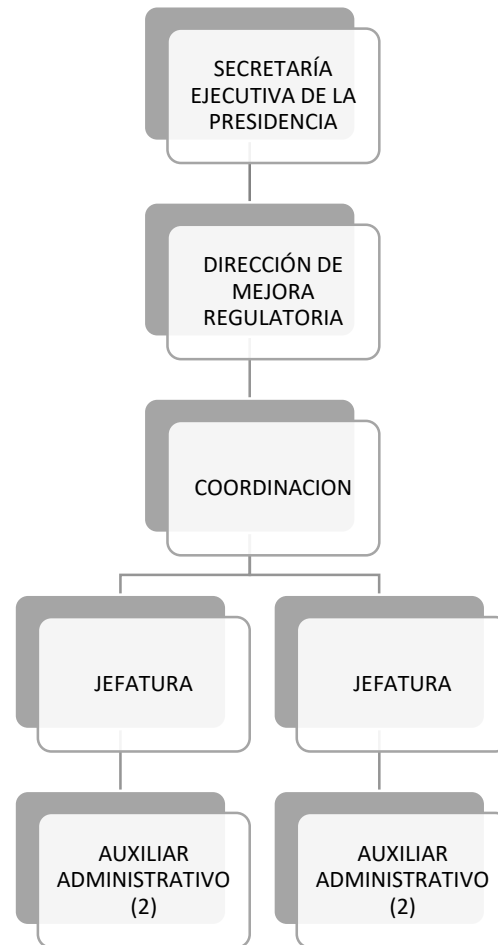 SECRETARÍA
EJECUTIVA DE LA
PRESIDENCIA
DIRECCIÓN DE
MEJORA
REGULATORIA
COORDINACION
JEFATURA
JEFATURA
AUXILIAR
ADMINISTRATIVO
(2)
AUXILIAR
ADMINISTRATIVO
(2)